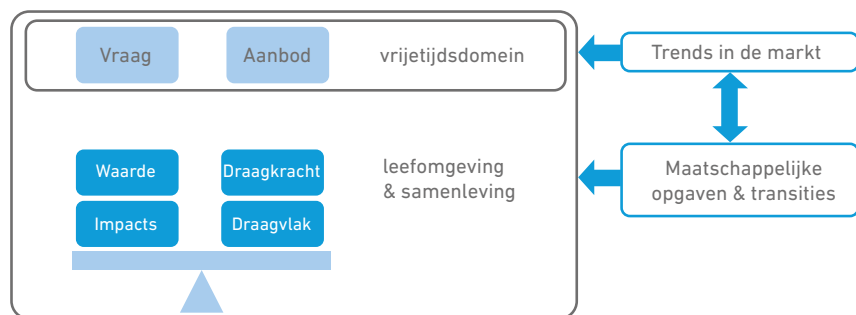 Vraag
Aanbod
vrijetijdsdomein
Trends in de markt
Waarde
Draagkracht
leefomgeving
& samenleving
Impacts
Draagvlak
Maatschappelijke
opgaven & transities